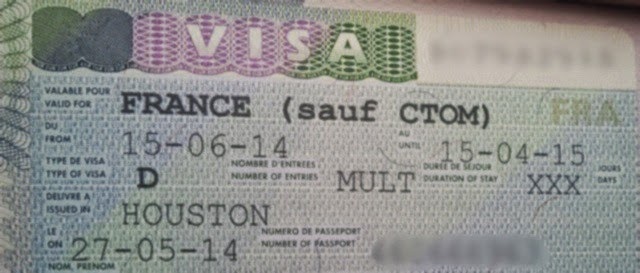 VISA
VALABLE POUR
VALID FOR
FRANCE (sauf CTOM) FRA
DU
FROM 15-06-14
AU
UNTIL 15-04-15
TYPE DE VISA
TYPE OF VISA D
NOMBRE D'ENTREES
NUMBER OF ENTRIES MULT
DUREE DE SEJOUR
DURATION OF STAY XXX
JOURS
DAYS
DELIVRE A
ISSUED IN HOUSTON
LE
ON 27-05-14
NUMERO DE PASSEPORT
NUMBER OF PASSPORT
NOM, PRENOM